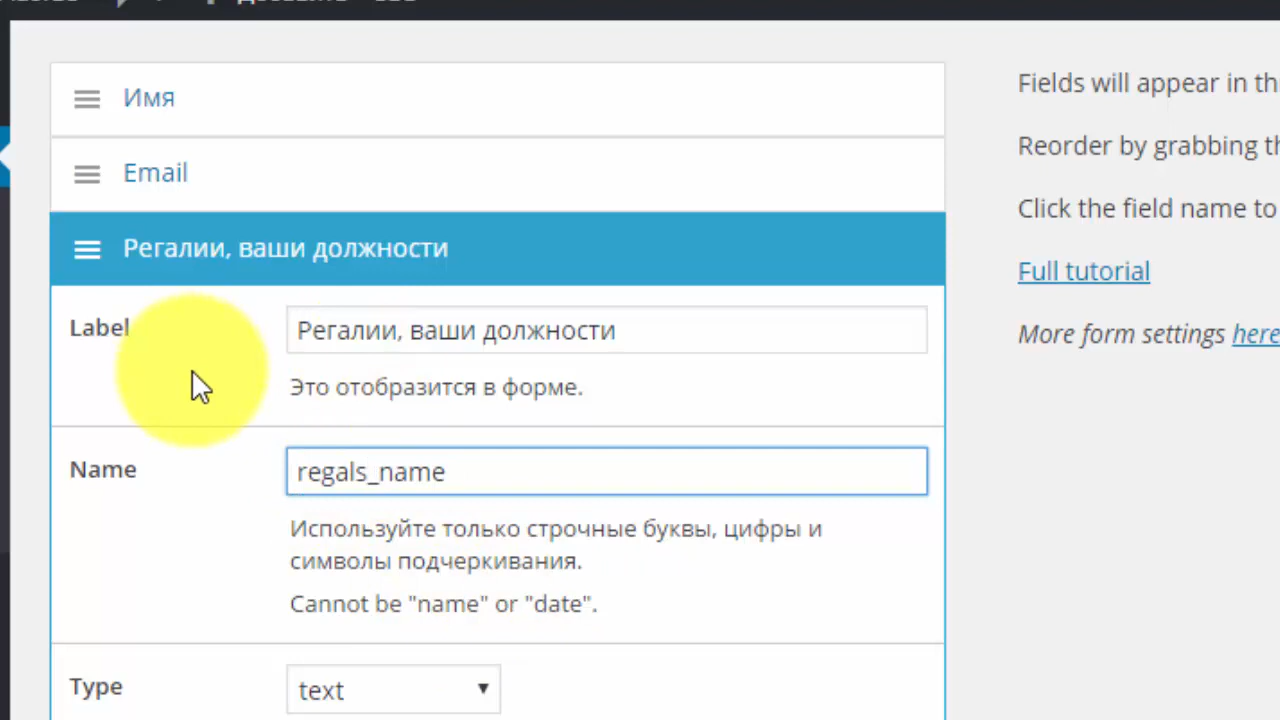 Имя
Email
Регалии, ваши должности
Label
Регалии, ваши должности
Это отобразится в форме.
Name
regals_name
Используйте только строчные буквы, цифры и
символы подчеркивания.
Cannot be "name" or "date".
Type
text
Fields will appear in
Reorder by grabbing
Click the field name to
Full tutorial
More form settings here